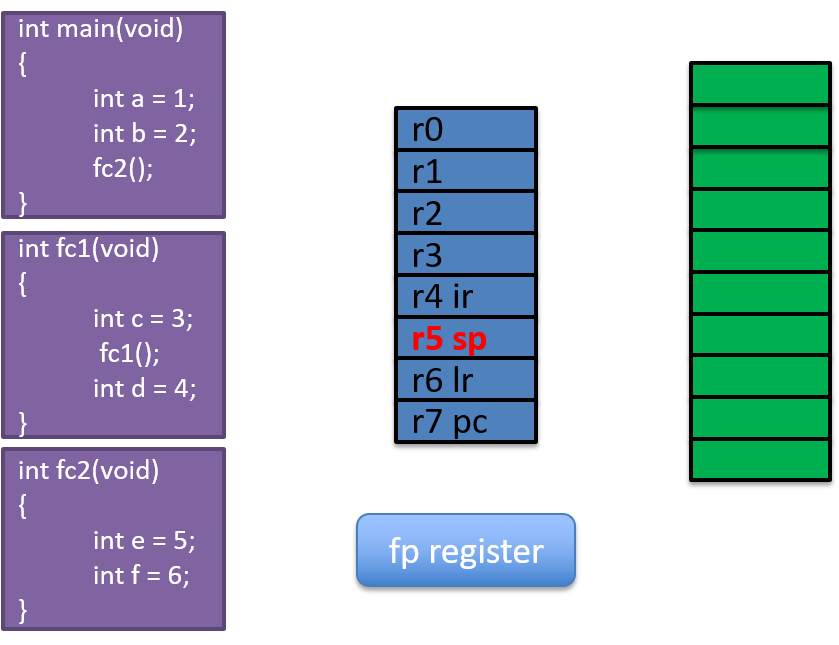 int main(void)
{
int a = 1;
int b = 2;
fc2();
}
int fc1(void)
{
int c = 3;
fc1();
int d = 4;
}
int fc2(void)
{
int e = 5;
int f = 6;
}
r0
r1
r2
r3
r4 ir
r5 sp
r6 lr
r7 pc
fp register